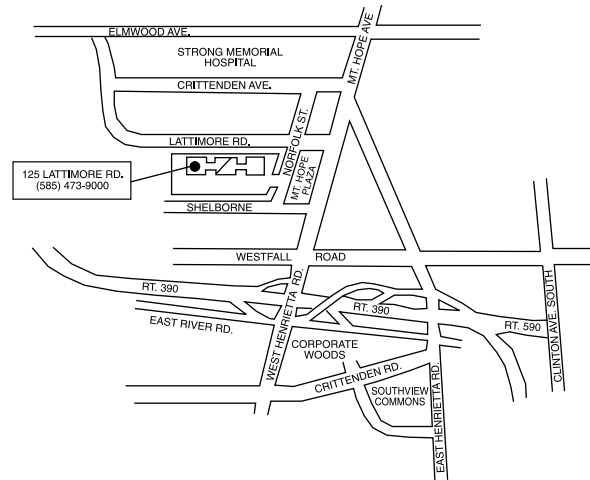 ELMWOOD AVE.
MT. HOPE AVE
STRONG MEMORIAL
HOSPITAL
CRITTENDEN AVE.
NORFOLK ST.
LATTIMORE RD.
125 LATTIMORE RD.
(585) 473-9000
MT. HOPE
PLAZA
SHELBORNE
WESTFALL ROAD
RT. 390
WEST HENRIETTA RD.
RT. 390
EAST RIVER RD.
RT. 590
CLINTON AVE. SOUTH
CORPORATE
WOODS
CRITTENDEN RD.
SOUTHVIEW
COMMONS
EAST HENRIETTA RD.